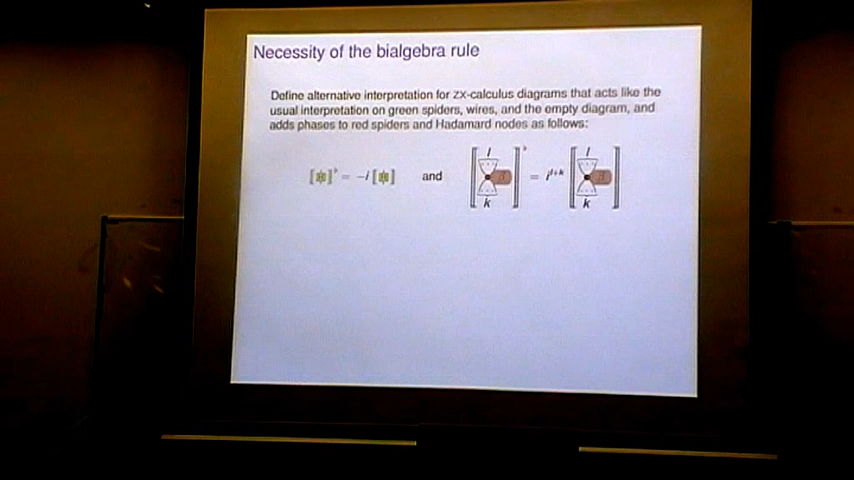 Necessity of the bialgebra rule
Define alternative interpretation for ZX-calculus diagrams that acts like the
usual interpretation on green spiders, wires, and the empty diagram, and
adds phases to red spiders and Hadamard nodes as follows:
= −i and = i^{l+k}
l l
k k